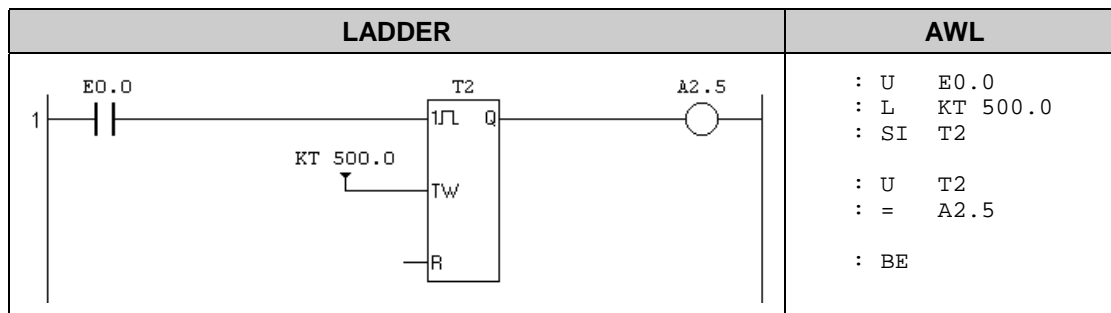 LADDER
AWL
E0.0
T2
A2.5
1
1
Q
KT 500.0
TW
R
: U E0.0
: L KT 500.0
: SI T2
: U T2
: = A2.5
: BE